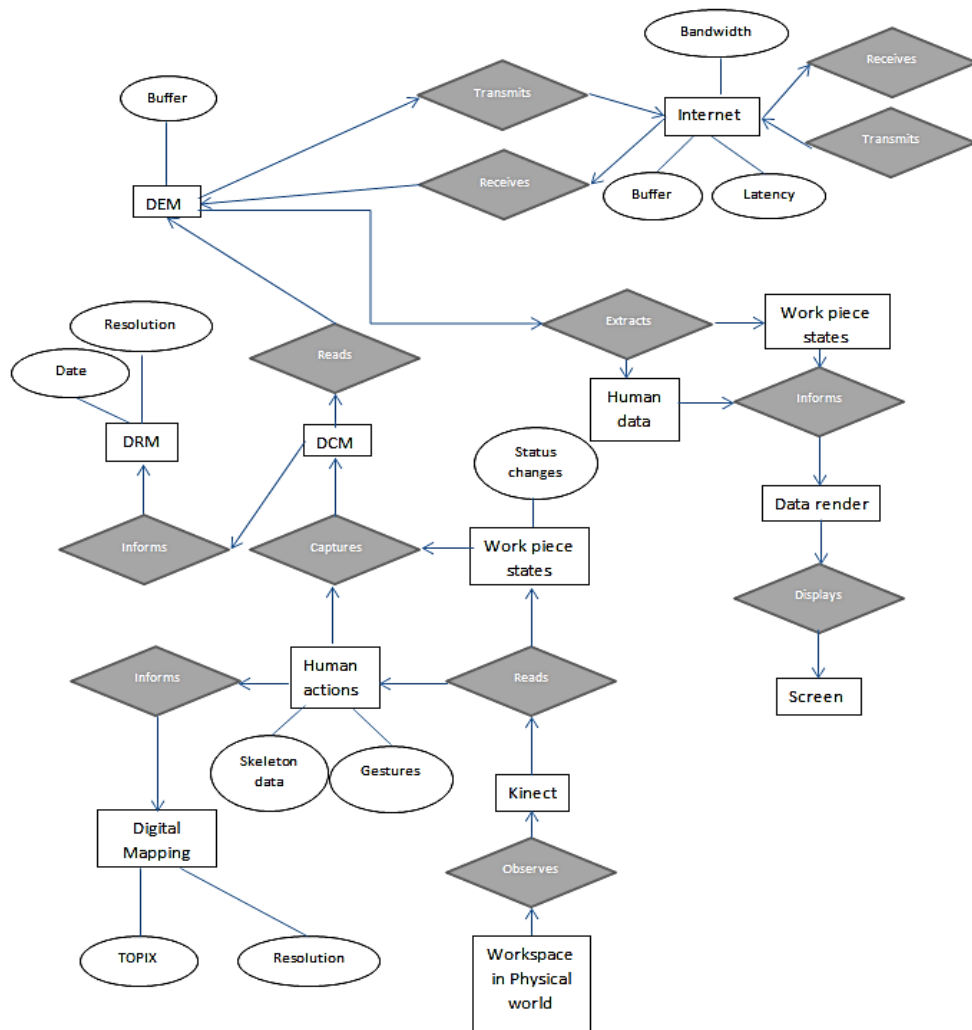 Bandwidth
Receives
Buffer
Transmits
Internet
Transmits
Receives
Buffer
Latency
DEM
Resolution
Extracts
Work piece
states
Reads
Date
Human
data
Informs
DRM
DCM
Status
changes
Data render
Informs
Captures
Work piece
states
Displays
Informs
Human
actions
Reads
Screen
Skeleton
data
Gestures
Kinect
Digital
Mapping
Observes
TOPIX
Resolution
Workspace
in Physical
world